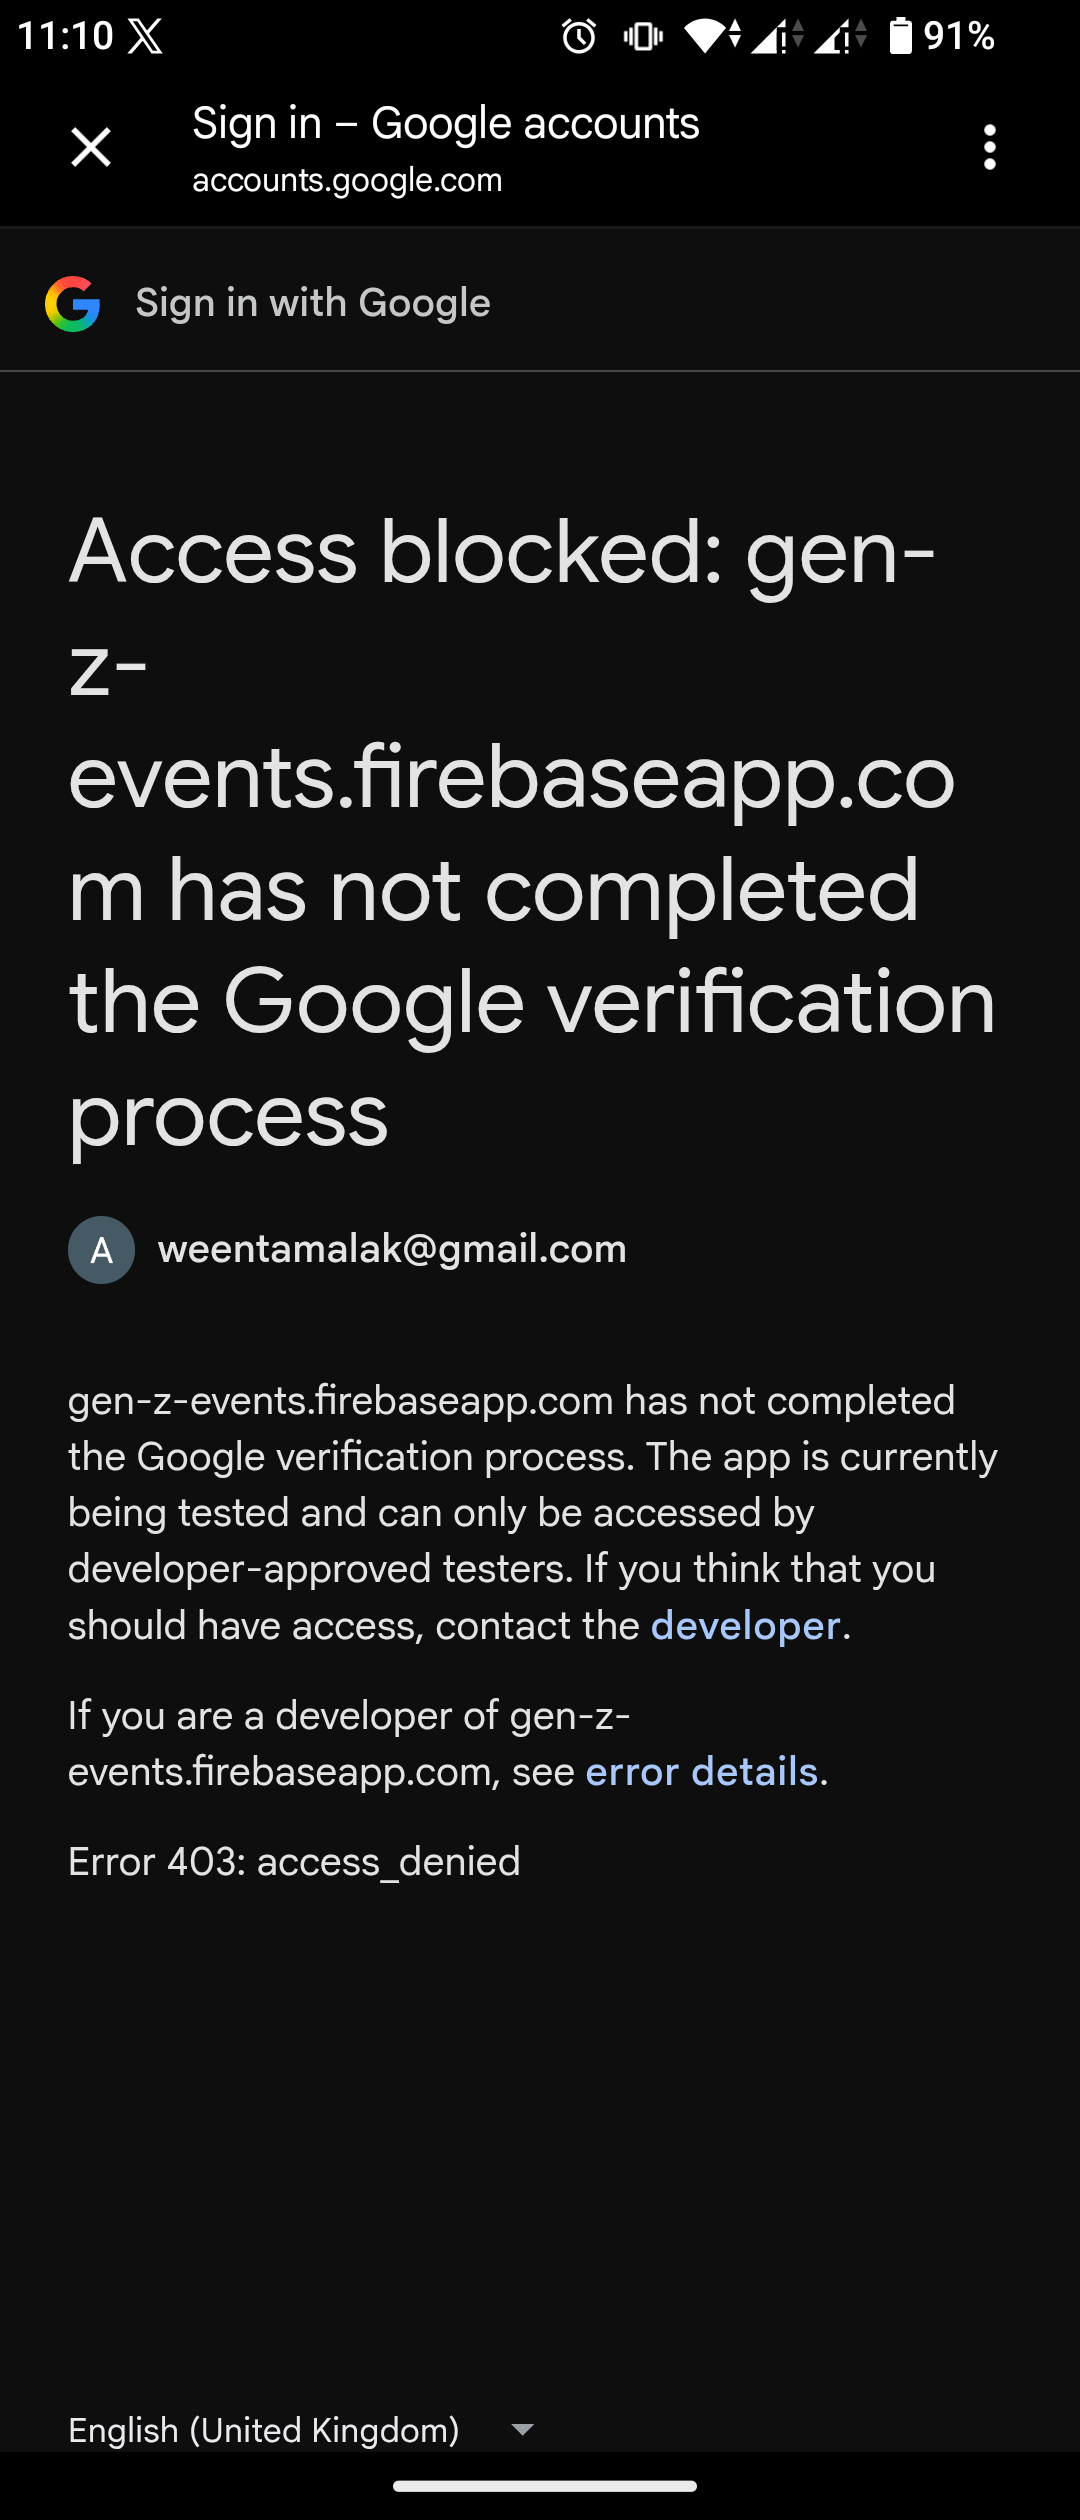 11:10
91%
Sign in – Google accounts
accounts.google.com
Sign in with Google
Access blocked: gen-
z-
events.firebaseapp.co
m has not completed
the Google verification
process
A weentamalak@gmail.com
gen-z-events.firebaseapp.com has not completed
the Google verification process. The app is currently
being tested and can only be accessed by
developer-approved testers. If you think that you
should have access, contact the developer.
If you are a developer of gen-z-
events.firebaseapp.com, see error details.
Error 403: access_denied
English (United Kingdom)